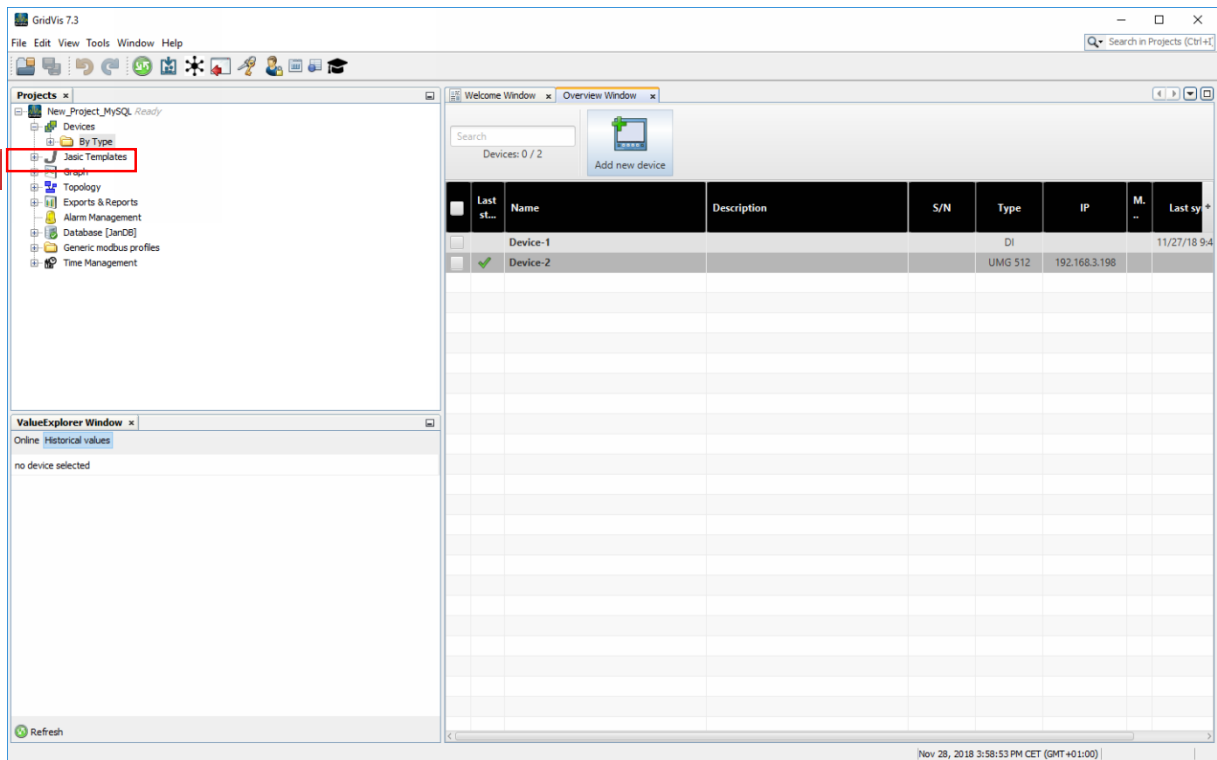 GridVis 7.3
File Edit View Tools Window Help
Search in Projects (Ctrl+I)
Projects
New_Project_MySQL Ready
Devices
By Type
Jasic Templates
Graph
Topology
Exports & Reports
Alarm Management
Database [JanDB]
Generic modbus profiles
Time Management
ValueExplorer Window
Online Historical values
no device selected
Refresh
Welcome Window Overview Window
Search
Devices: 0 / 2
Add new device
Last st... Name Description S/N Type IP M... Last sy
Device-1 DI 11/27/18 9:4
Device-2 UMG 512 192.168.3.198
Nov 28, 2018 3:58:53 PM CET (GMT+01:00)